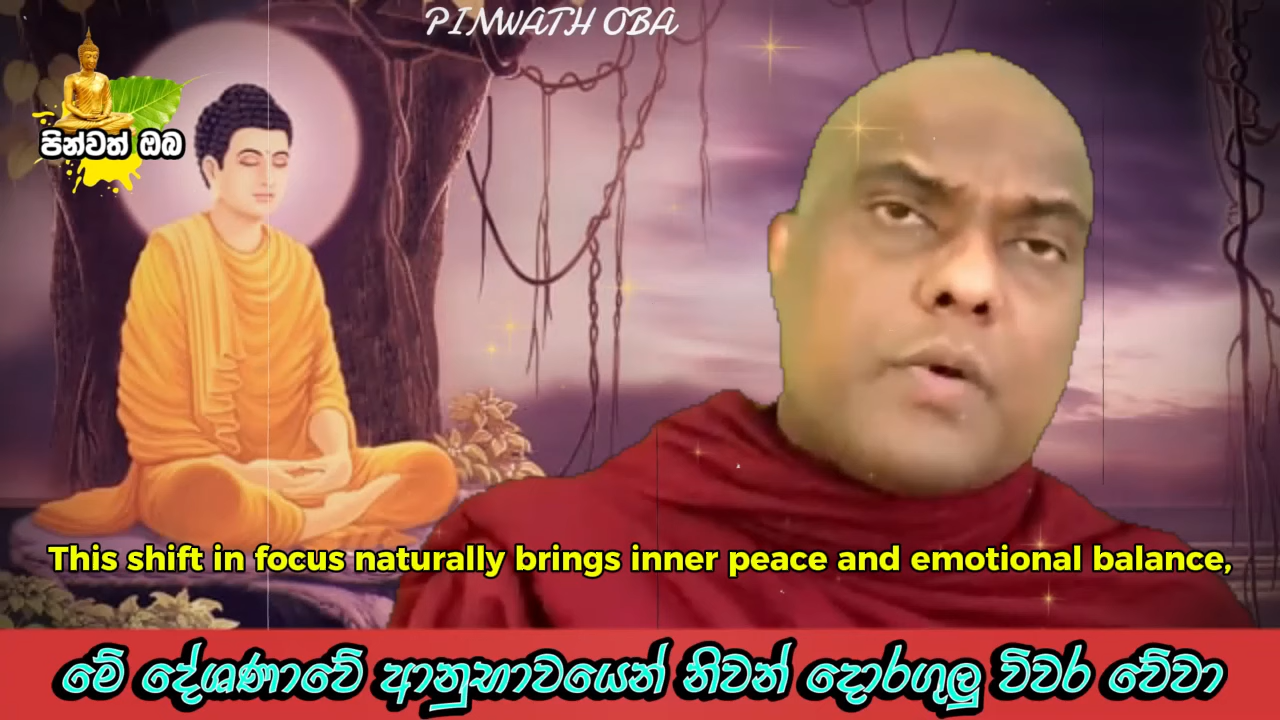 PINWATH OBA
පින්වත් ඔබ
This shift in focus naturally brings inner peace and emotional balance,
මේ දේශණාවේ ආනුභාවයෙන් නිවන් දොරගුලු විවර වේවා